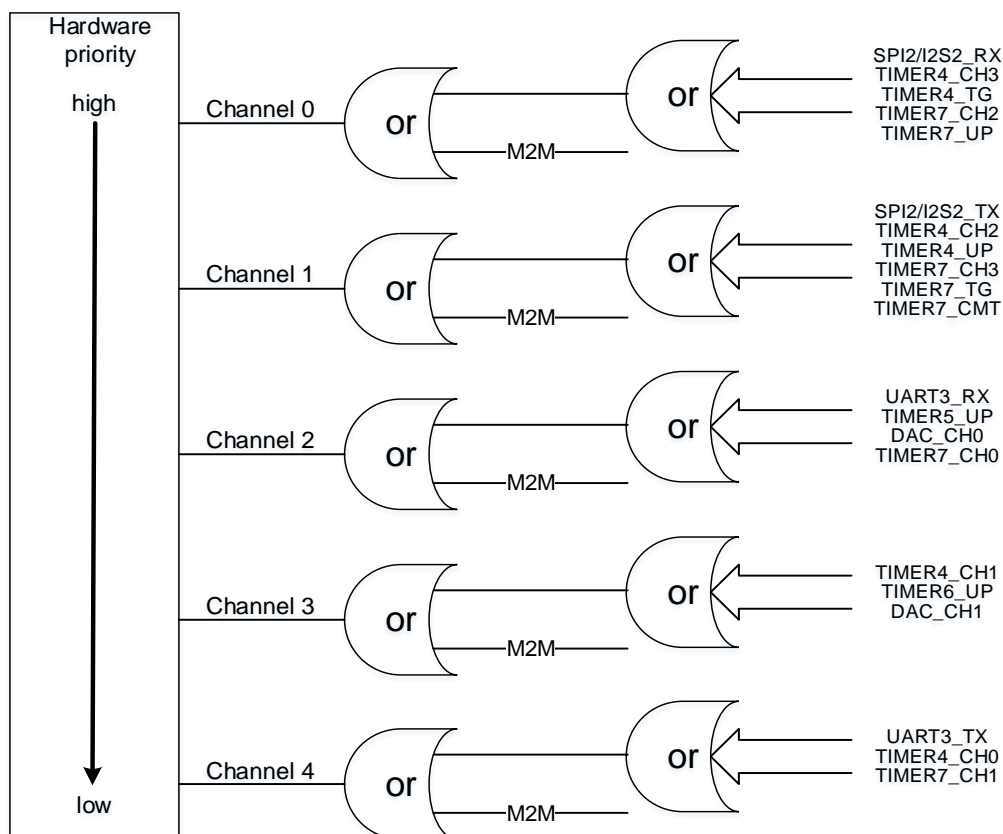 Hardware
priority
high
low
Channel 0
or
M2M
or
SPI2/I2S2_RX
TIMER4_CH3
TIMER4_TG
TIMER7_CH2
TIMER7_UP
Channel 1
or
M2M
or
SPI2/I2S2_TX
TIMER4_CH2
TIMER4_UP
TIMER7_CH3
TIMER7_TG
TIMER7_CMT
Channel 2
or
M2M
or
UART3_RX
TIMER5_UP
DAC_CH0
TIMER7_CH0
Channel 3
or
M2M
or
TIMER4_CH1
TIMER6_UP
DAC_CH1
Channel 4
or
M2M
or
UART3_TX
TIMER4_CH0
TIMER7_CH1